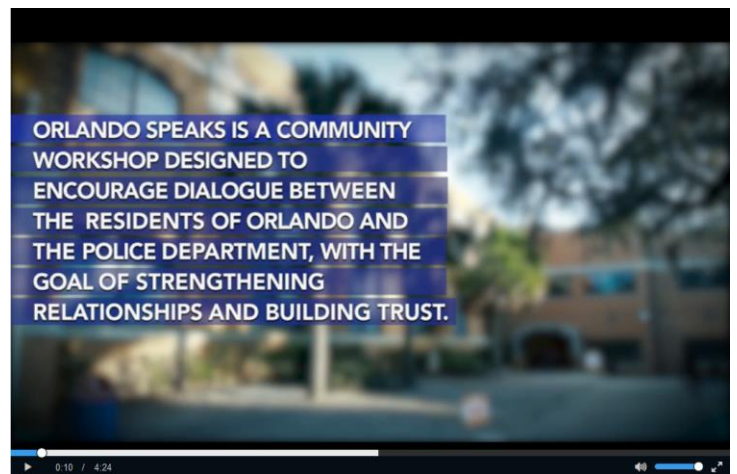 ORLANDO SPEAKS IS A COMMUNITY
WORKSHOP DESIGNED TO
ENCOURAGE DIALOGUE BETWEEN
THE RESIDENTS OF ORLANDO AND
THE POLICE DEPARTMENT, WITH THE
GOAL OF STRENGTHENING
RELATIONSHIPS AND BUILDING TRUST.
0:10 / 4:24